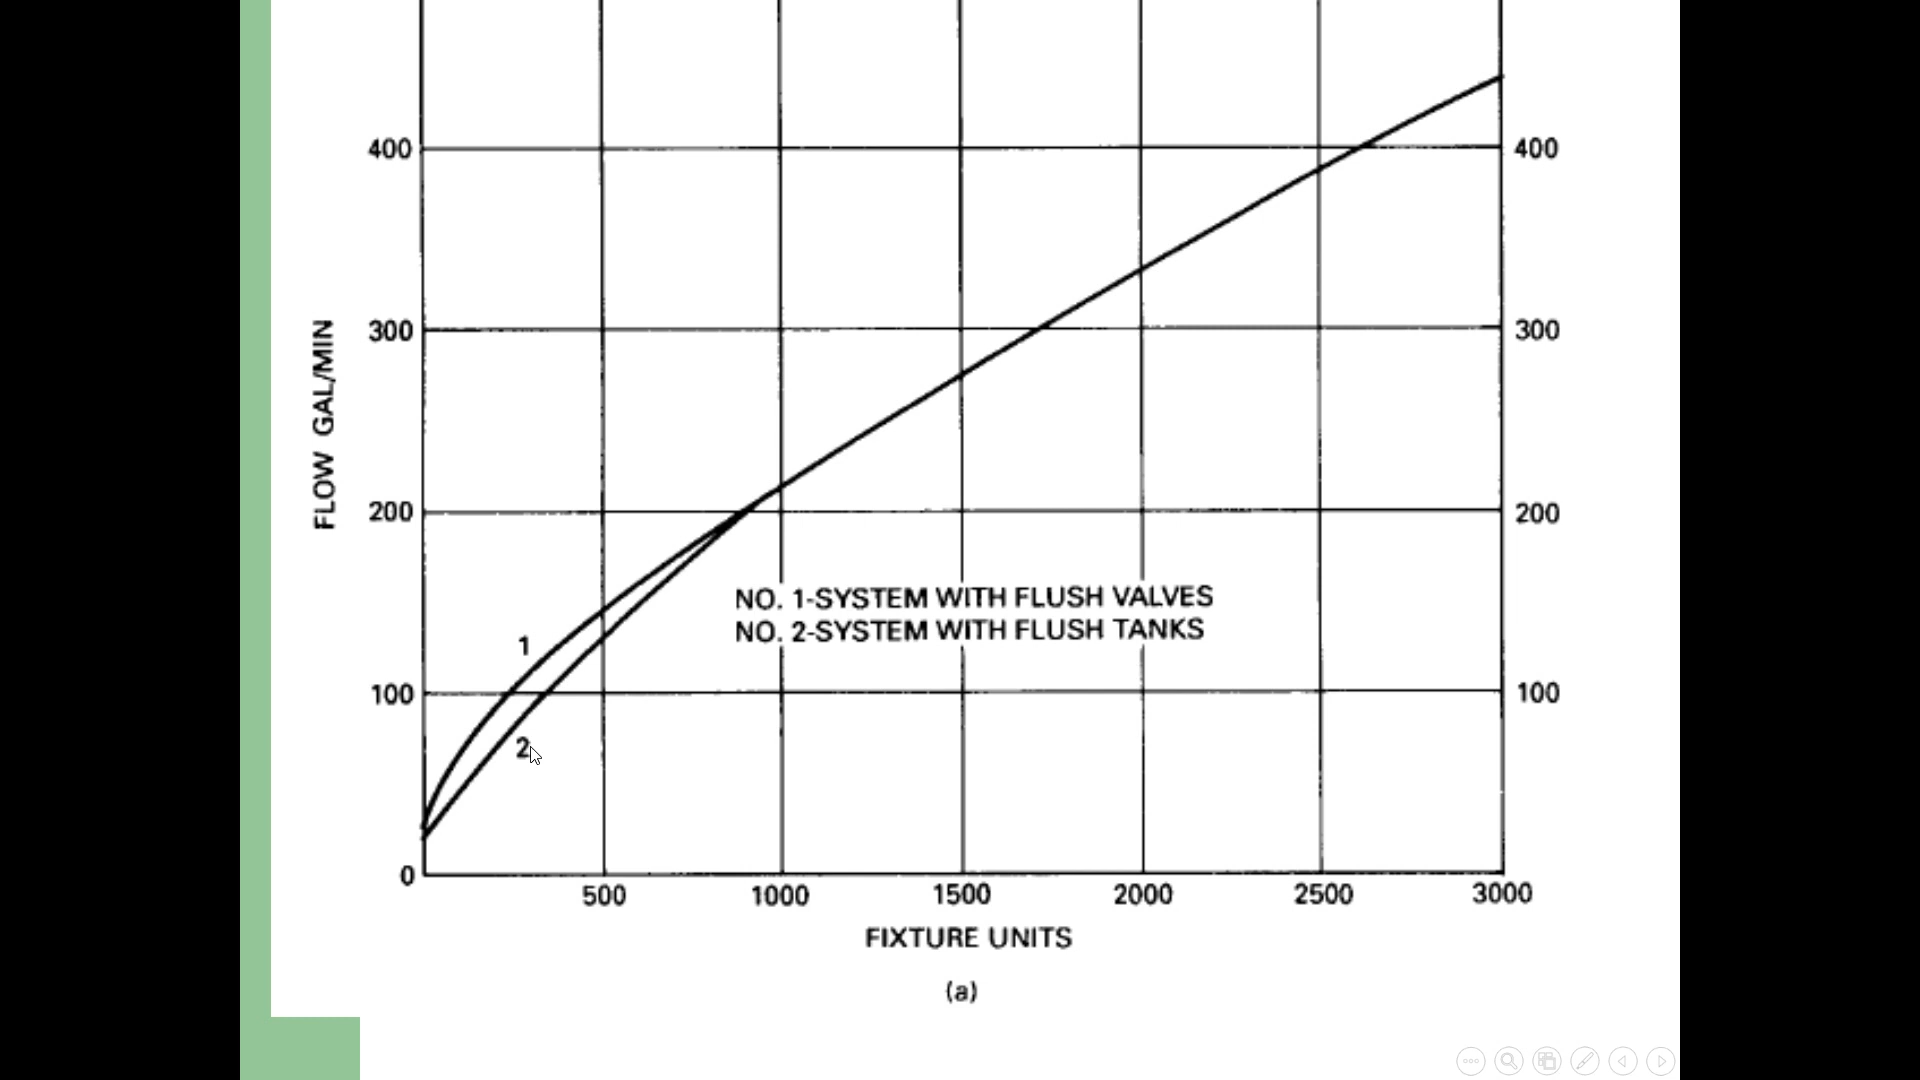 400 400
300 300
FLOW GAL/MIN
200 200
NO. 1-SYSTEM WITH FLUSH VALVES
NO. 2-SYSTEM WITH FLUSH TANKS
1
100 100
2
0
500 1000 1500 2000 2500 3000
FIXTURE UNITS
(a)